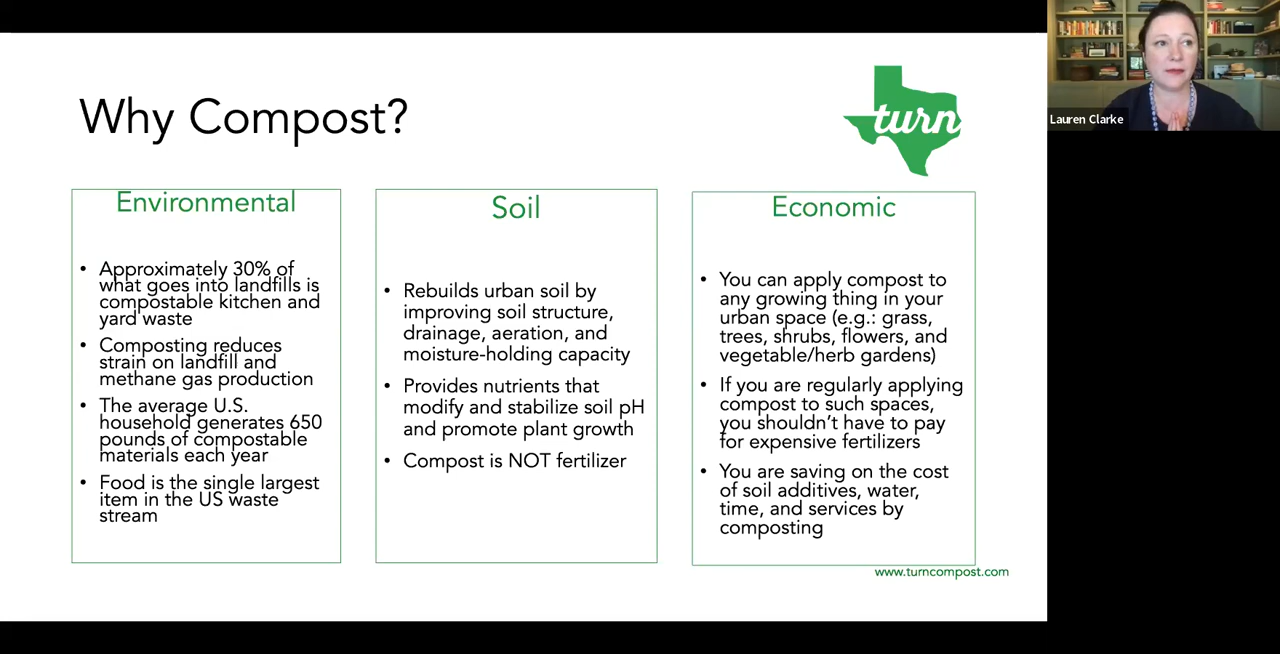 Why Compost?
turn
Lauren Clarke
Environmental
• Approximately 30% of
what goes into landfills is
compostable kitchen and
yard waste
• Composting reduces
strain on landfill and
methane gas production
• The average U.S.
household generates 650
pounds of compostable
materials each year
• Food is the single largest
item in the US waste
stream
Soil
• Rebuilds urban soil by
improving soil structure,
drainage, aeration, and
moisture-holding capacity
• Provides nutrients that
modify and stabilize soil pH
and promote plant growth
• Compost is NOT fertilizer
Economic
• You can apply compost to
any growing thing in your
urban space (e.g.: grass,
trees, shrubs, flowers, and
vegetable/herb gardens)
• If you are regularly applying
compost to such spaces,
you shouldn't have to pay
for expensive fertilizers
• You are saving on the cost
of soil additives, water,
time, and services by
composting
www.turncompost.com